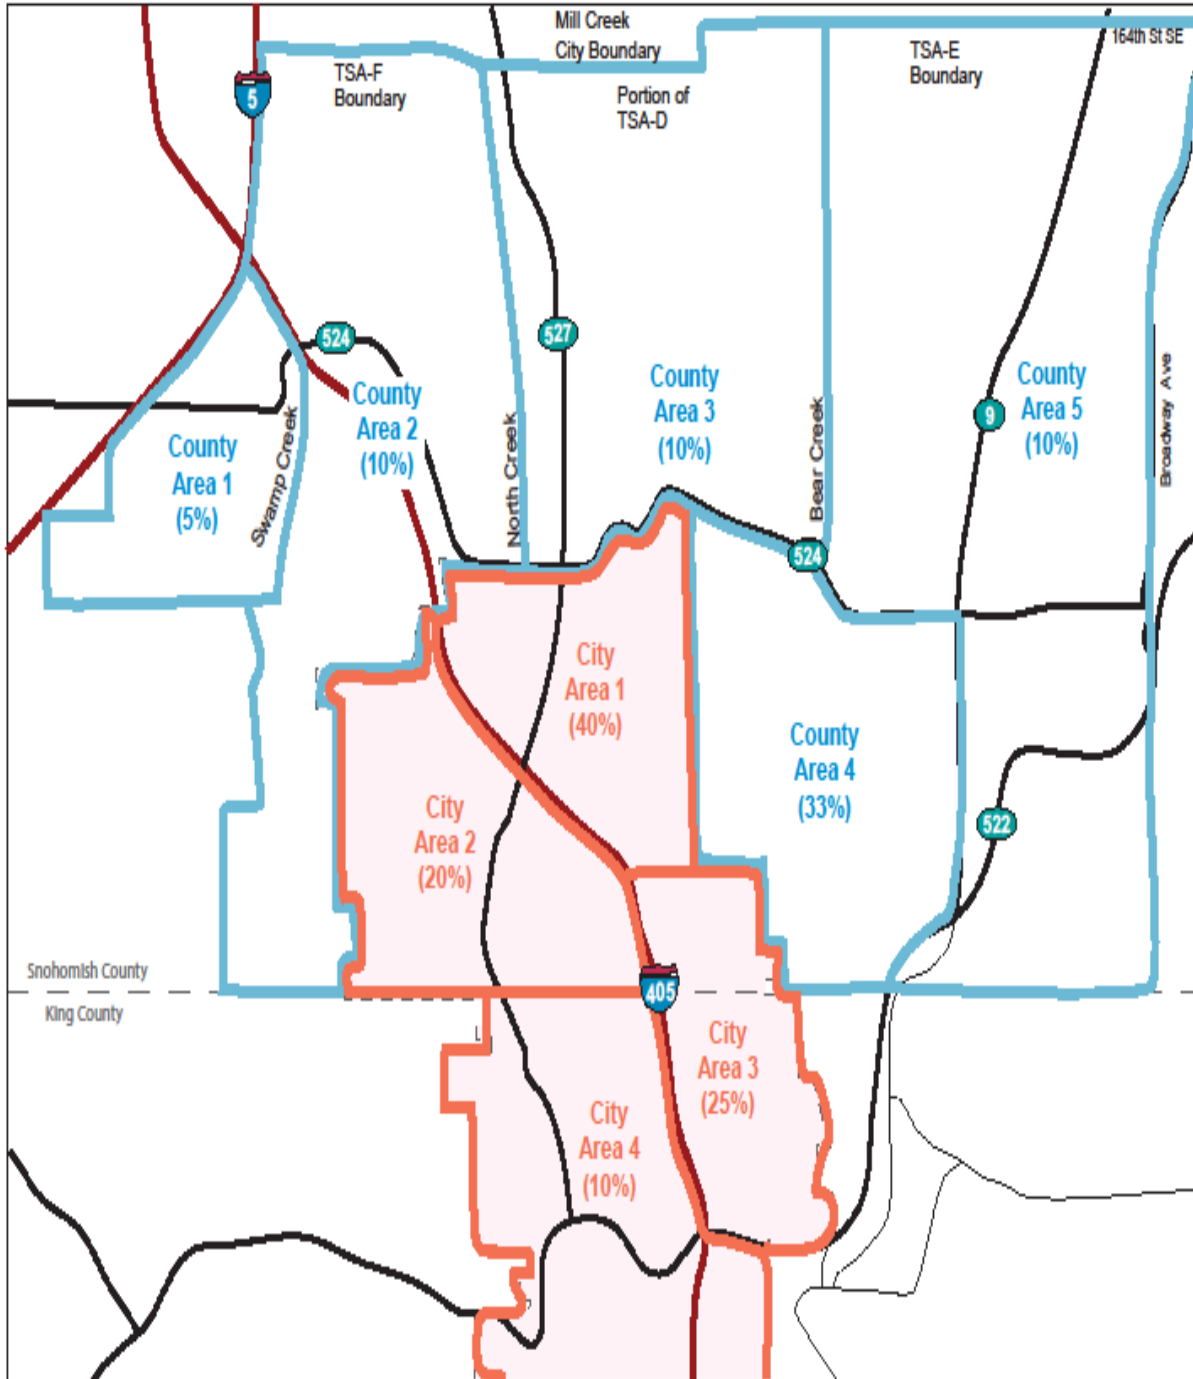 Mill Creek
City Boundary
164th St SE
TSA-F
Boundary
TSA-E
Boundary
Portion of
TSA-D
5
524
527
County
Area 1
(5%)
Swamp Creek
County
Area 2
(10%)
North Creek
County
Area 3
(10%)
Bear Creek
9
County
Area 5
(10%)
Broadway Ave
524
City
Area 1
(40%)
County
Area 4
(33%)
City
Area 2
(20%)
522
Snohomish County
King County
405
City
Area 3
(25%)
City
Area 4
(10%)